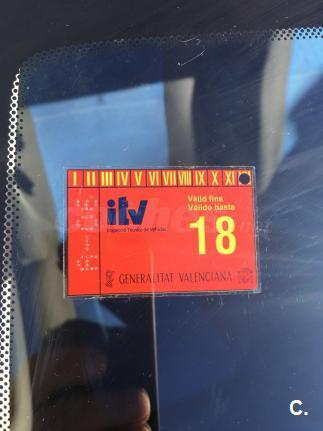 I II III IV V VI VII VIII IX X XI
itv
Inspecció Tècnica de Vehicles
Vàlid fins
Válido hasta
18
GENERALITAT VALENCIANA
C.